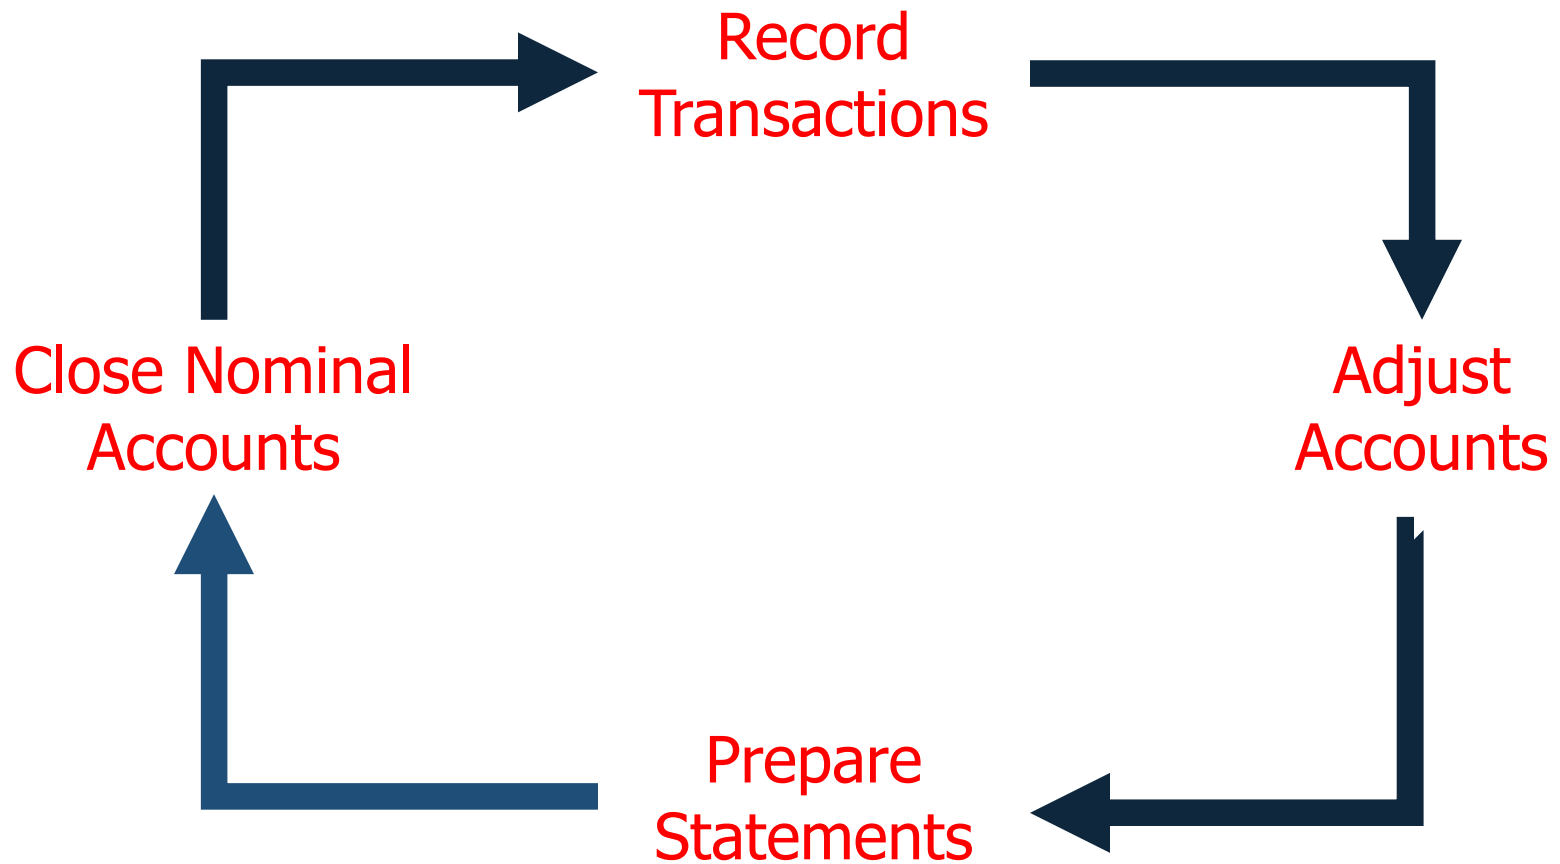 Record
Transactions
Close Nominal
Accounts
Adjust
Accounts
Prepare
Statements